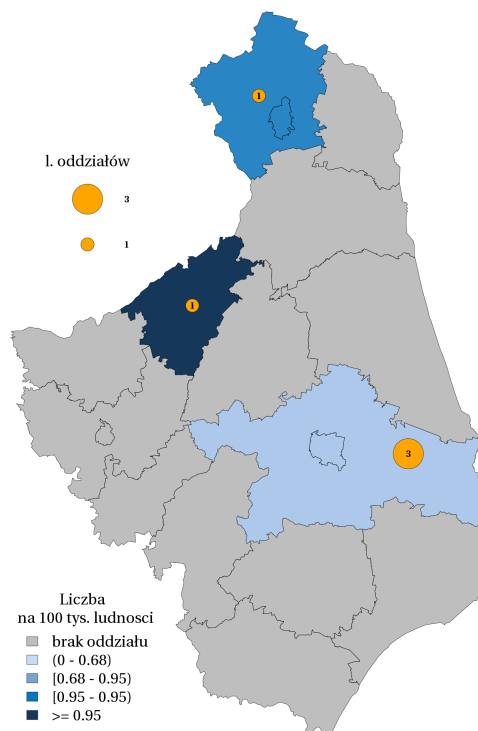 1
l. oddziałów
3
1
1
3
Liczba
na 100 tys. ludnosci
brak oddziału
(0 - 0.68)
[0.68 - 0.95)
[0.95 - 0.95)
>= 0.95